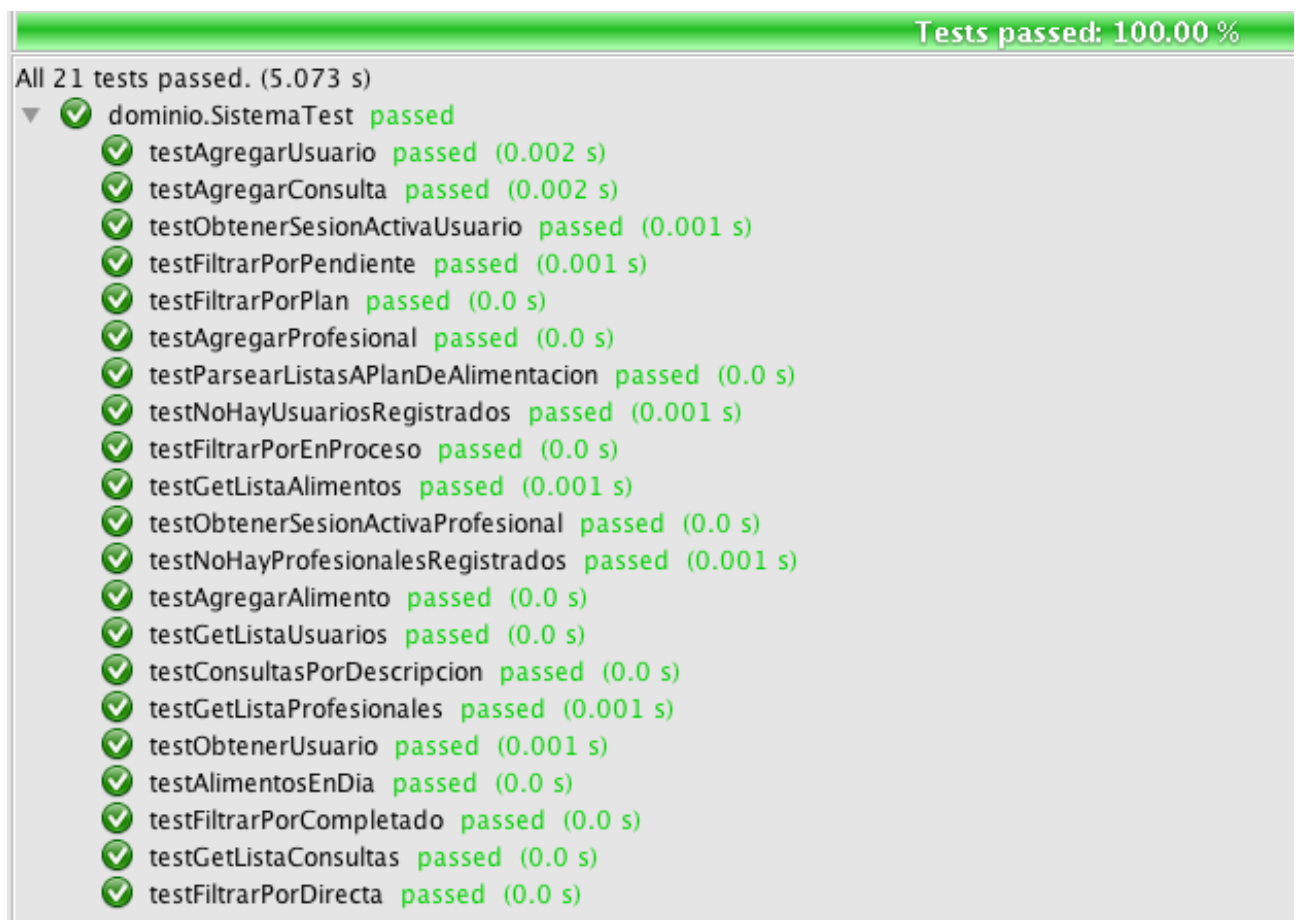 Tests passed: 100.00 %
All 21 tests passed. (5.073 s)
dominio.SistemaTest passed
testAgregarUsuario passed (0.002 s)
testAgregarConsulta passed (0.002 s)
testObtenerSesionActivaUsuario passed (0.001 s)
testFiltrarPorPendiente passed (0.001 s)
testFiltrarPorPlan passed (0.0 s)
testAgregarProfesional passed (0.0 s)
testParsearListasAPlanDeAlimentacion passed (0.0 s)
testNoHayUsuariosRegistrados passed (0.001 s)
testFiltrarPorEnProceso passed (0.0 s)
testGetListaAlimentos passed (0.001 s)
testObtenerSesionActivaProfesional passed (0.0 s)
testNoHayProfesionalesRegistrados passed (0.001 s)
testAgregarAlimento passed (0.0 s)
testGetListaUsuarios passed (0.0 s)
testConsultasPorDescripcion passed (0.0 s)
testGetListaProfesionales passed (0.001 s)
testObtenerUsuario passed (0.001 s)
testAlimentosEnDia passed (0.0 s)
testFiltrarPorCompletado passed (0.0 s)
testGetListaConsultas passed (0.0 s)
testFiltrarPorDirecta passed (0.0 s)